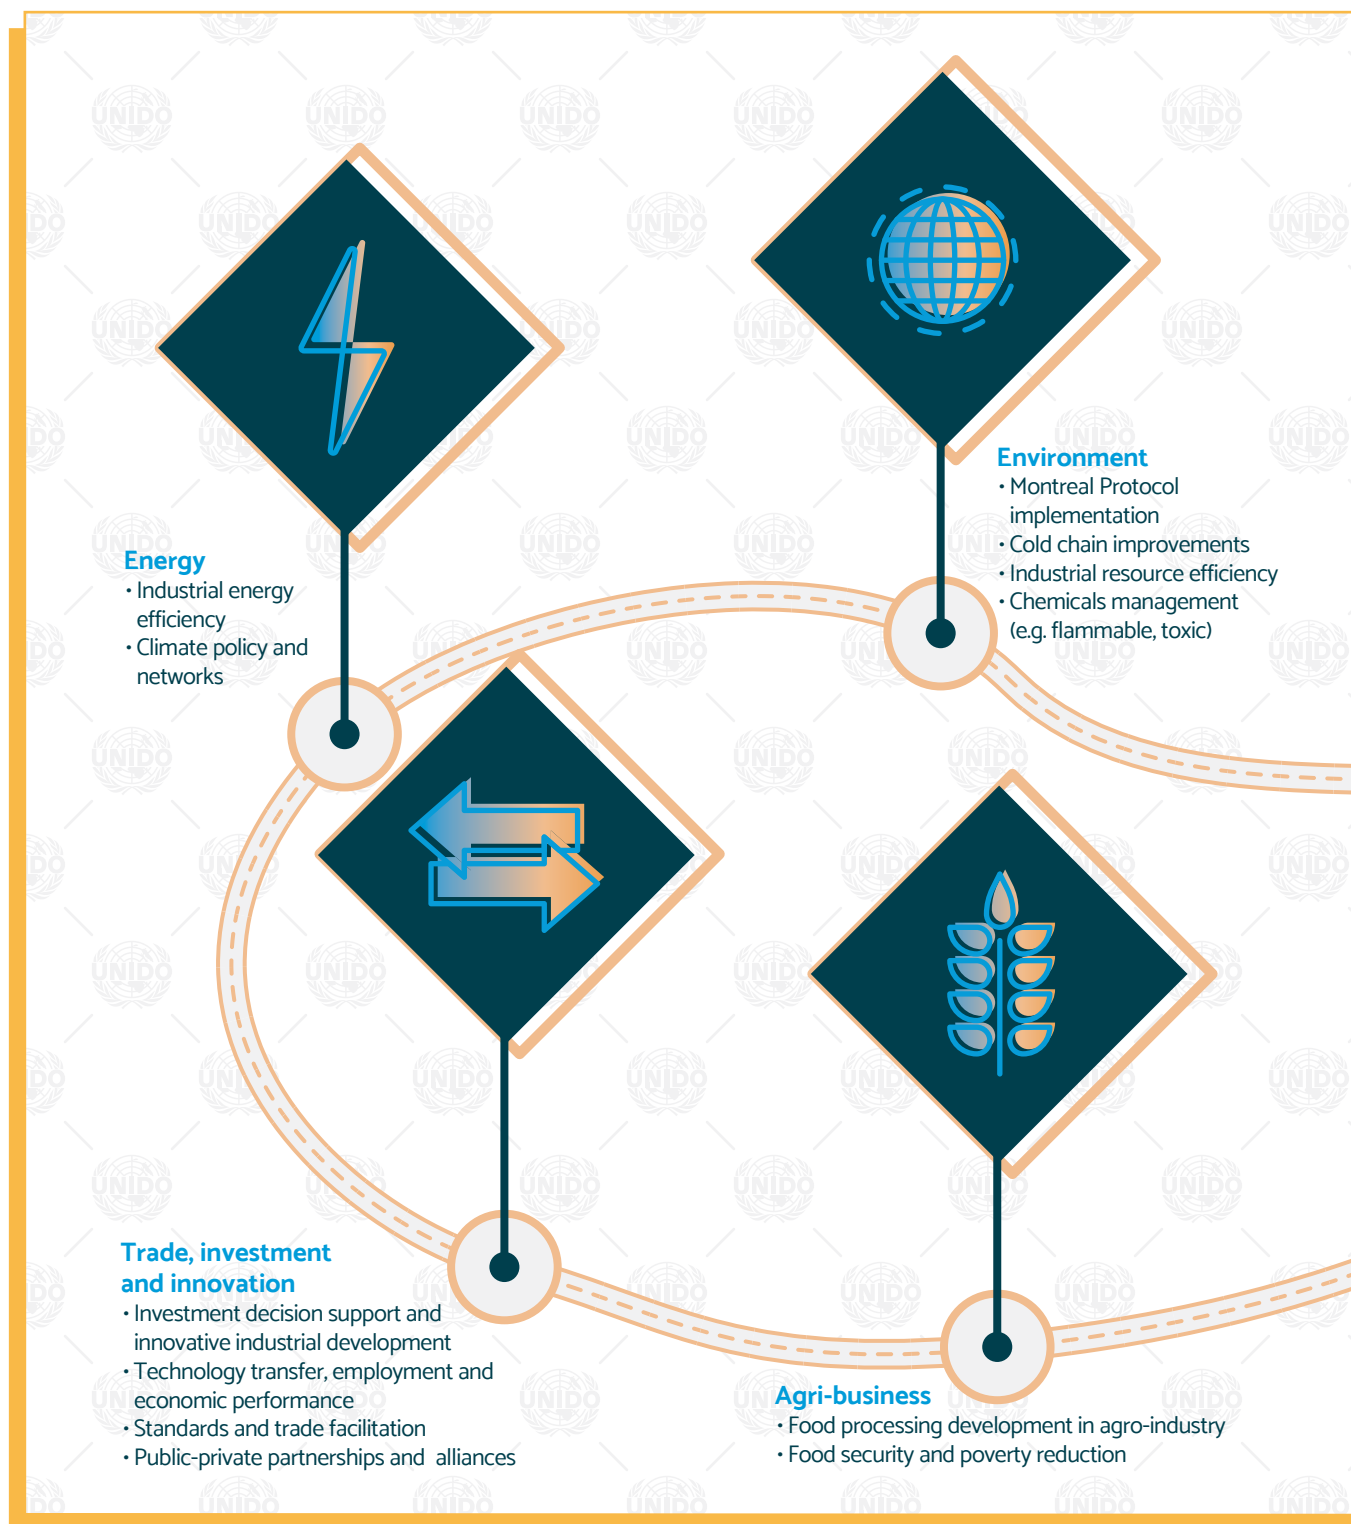 Energy
• Industrial energy
efficiency
• Climate policy and
networks
Environment
• Montreal Protocol
implementation
• Cold chain improvements
• Industrial resource efficiency
• Chemicals management
(e.g. flammable, toxic)
Trade, investment
and innovation
• Investment decision support and
innovative industrial development
• Technology transfer, employment and
economic performance
• Standards and trade facilitation
• Public-private partnerships and alliances
Agri-business
• Food processing development in agro-industry
• Food security and poverty reduction
UNIDO